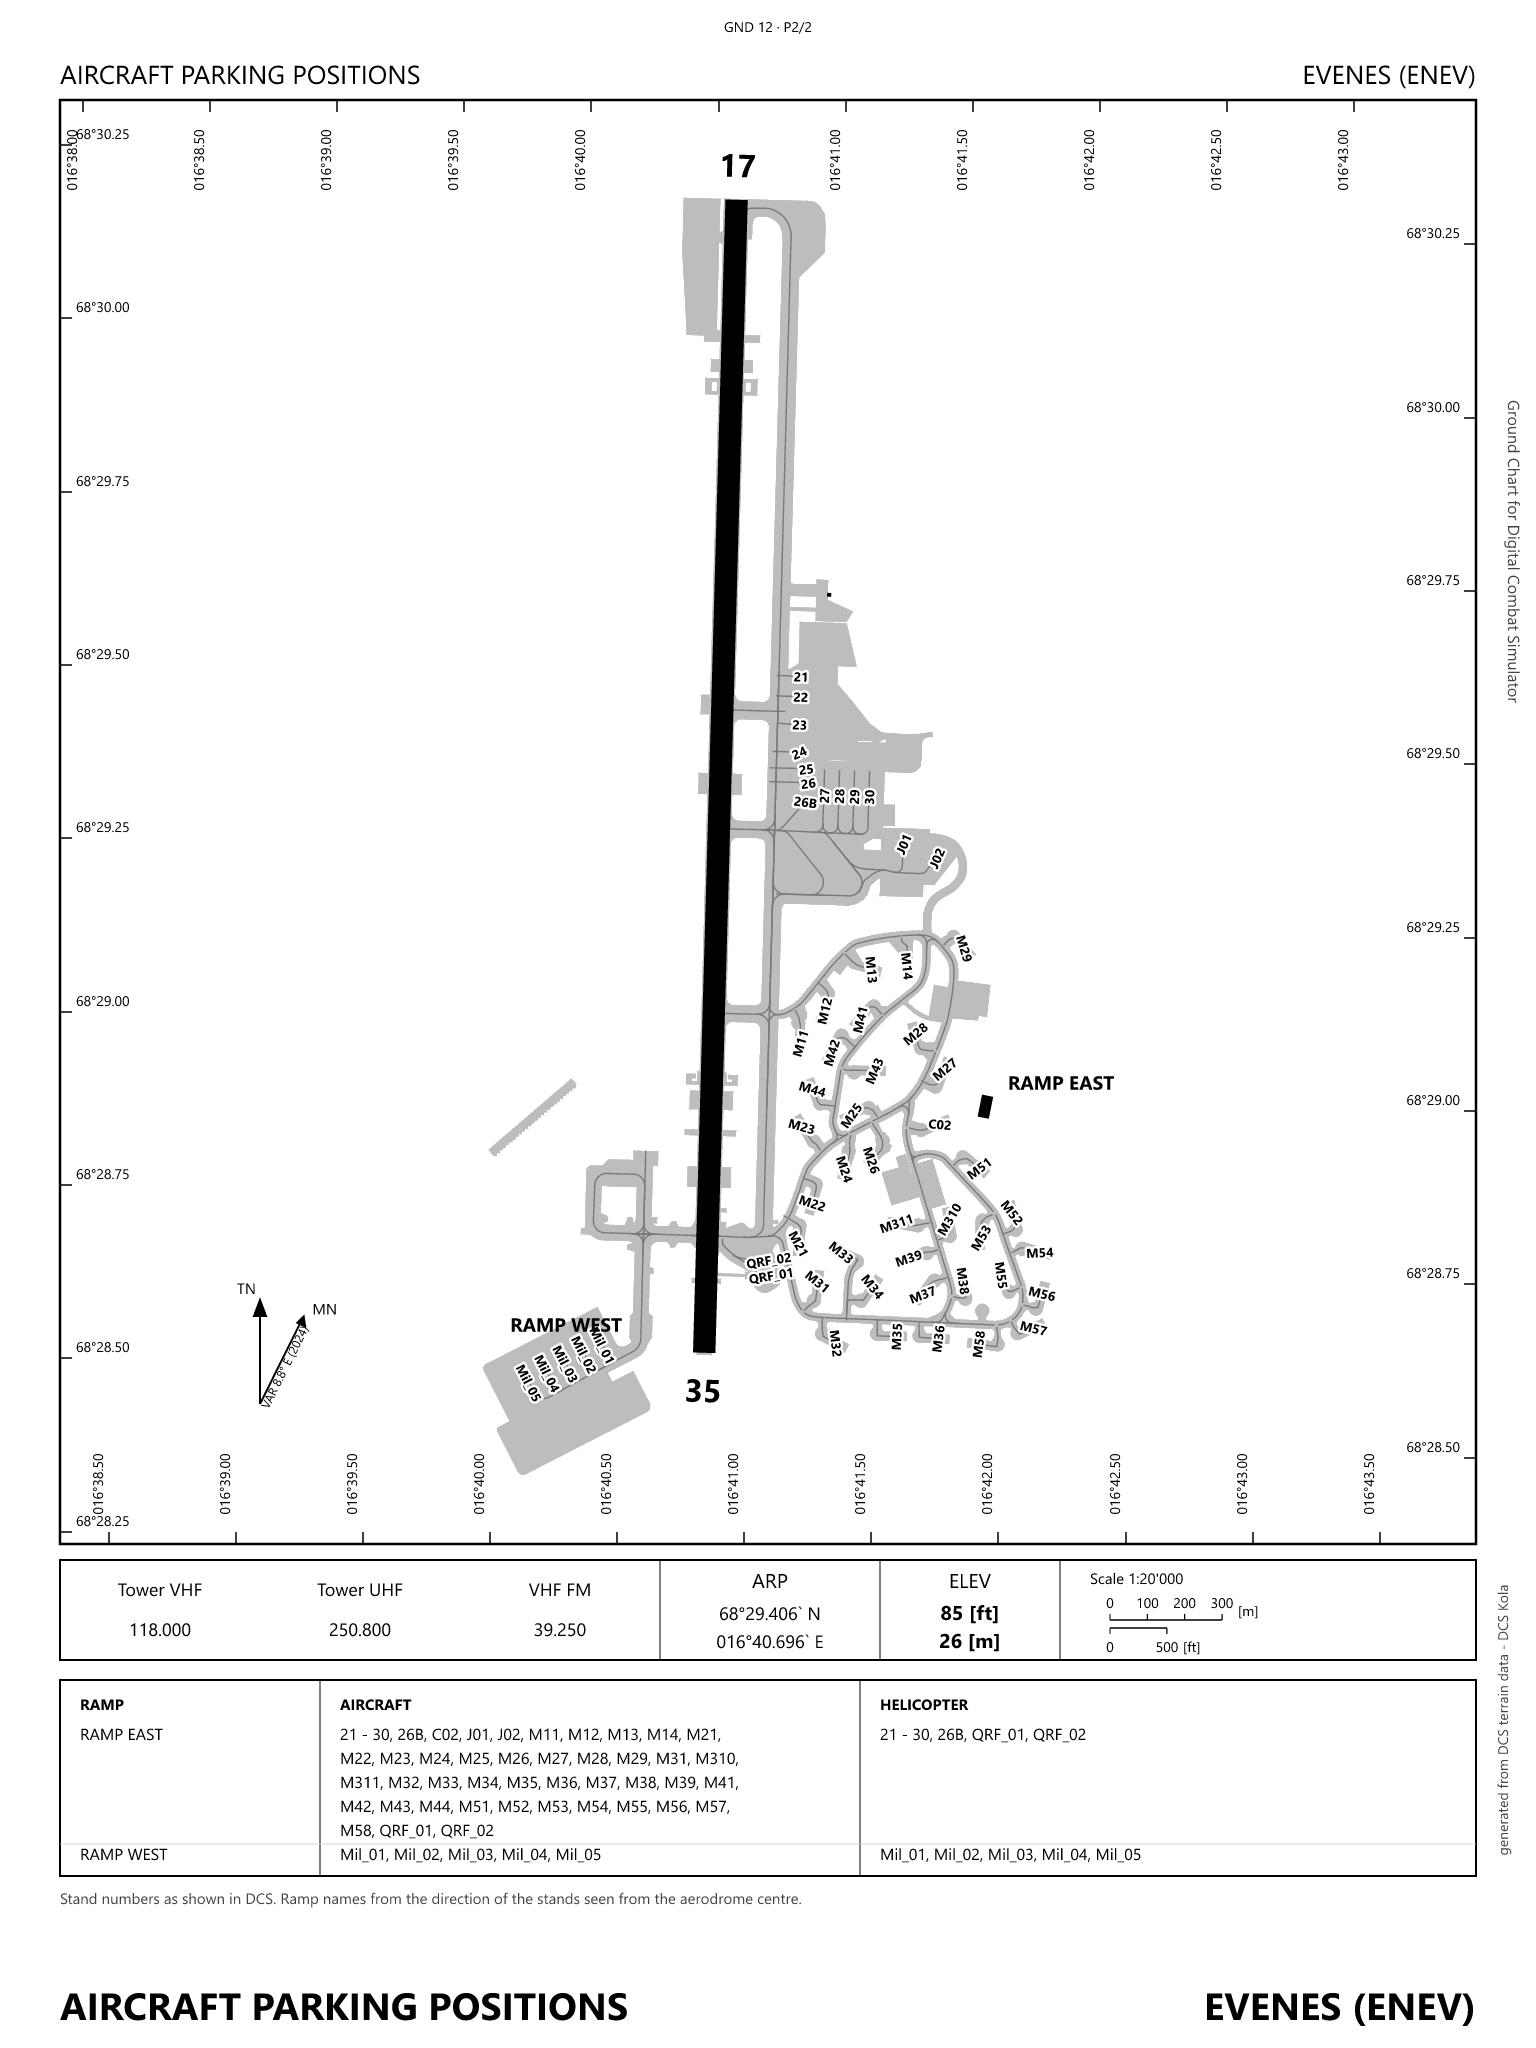 GND 12 · P2/2
AIRCRAFT PARKING POSITIONS
EVENES (ENEV)
016°38.00
016°38.50
016°39.00
016°39.50
016°40.00
016°41.00
016°41.50
016°42.00
016°42.50
016°43.00
68°30.25
68°30.00
68°29.75
68°29.50
68°29.25
68°29.00
68°28.75
68°28.50
68°28.25
68°30.25
68°30.00
68°29.75
68°29.50
68°29.25
68°29.00
68°28.75
68°28.50
17
21
22
23
24
25
26
26B
27
28
29
30
J01
J02
M29
M14
M13
M12
M11
M41
M42
M28
M43
M27
M44
M25
M23
C02
M24
M26
M51
M22
M52
M310
M311
M53
M21
M33
M39
M54
QRF_02
QRF_01
M31
M34
M37
M38
M55
M56
M57
M32
M35
M36
M58
RAMP EAST
RAMP WEST
Mil_01
Mil_02
Mil_03
Mil_04
Mil_05
TN
MN
VAR 8.8° E (2024)
35
016°38.50
016°39.00
016°39.50
016°40.00
016°40.50
016°41.00
016°41.50
016°42.00
016°42.50
016°43.00
016°43.50
Ground Chart for Digital Combat Simulator
Tower VHF
118.000
Tower UHF
250.800
VHF FM
39.250
ARP
68°29.406` N
016°40.696` E
ELEV
85 [ft]
26 [m]
Scale 1:20'000
0 100 200 300 [m]
0 500 [ft]
generated from DCS terrain data - DCS Kola
RAMP
AIRCRAFT
HELICOPTER
RAMP EAST
21 - 30, 26B, C02, J01, J02, M11, M12, M13, M14, M21,
M22, M23, M24, M25, M26, M27, M28, M29, M31, M310,
M311, M32, M33, M34, M35, M36, M37, M38, M39, M41,
M42, M43, M44, M51, M52, M53, M54, M55, M56, M57,
M58, QRF_01, QRF_02
21 - 30, 26B, QRF_01, QRF_02
RAMP WEST
Mil_01, Mil_02, Mil_03, Mil_04, Mil_05
Mil_01, Mil_02, Mil_03, Mil_04, Mil_05
Stand numbers as shown in DCS. Ramp names from the direction of the stands seen from the aerodrome centre.
AIRCRAFT PARKING POSITIONS
EVENES (ENEV)